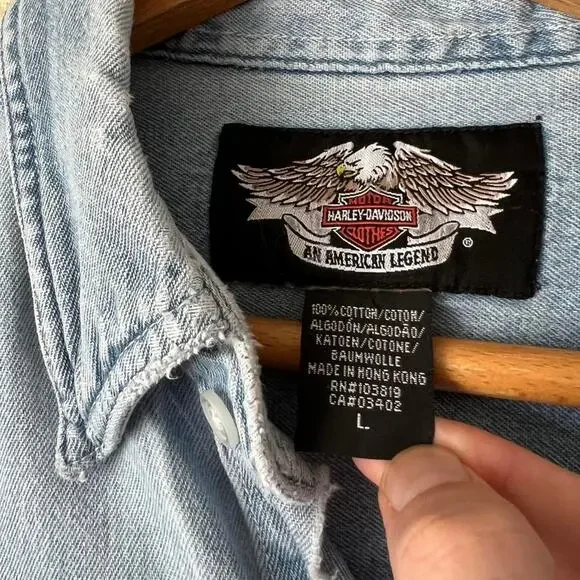 MOTOR
HARLEY-DAVIDSON
CLOTHES
AN AMERICAN LEGEND
®
100% COTTON/COTON/
ALGODÓN/ALGODÃO/
KATOEN/COTONE/
BAUMWOLLE
MADE IN HONG KONG
RN#103819
CA#03402
L